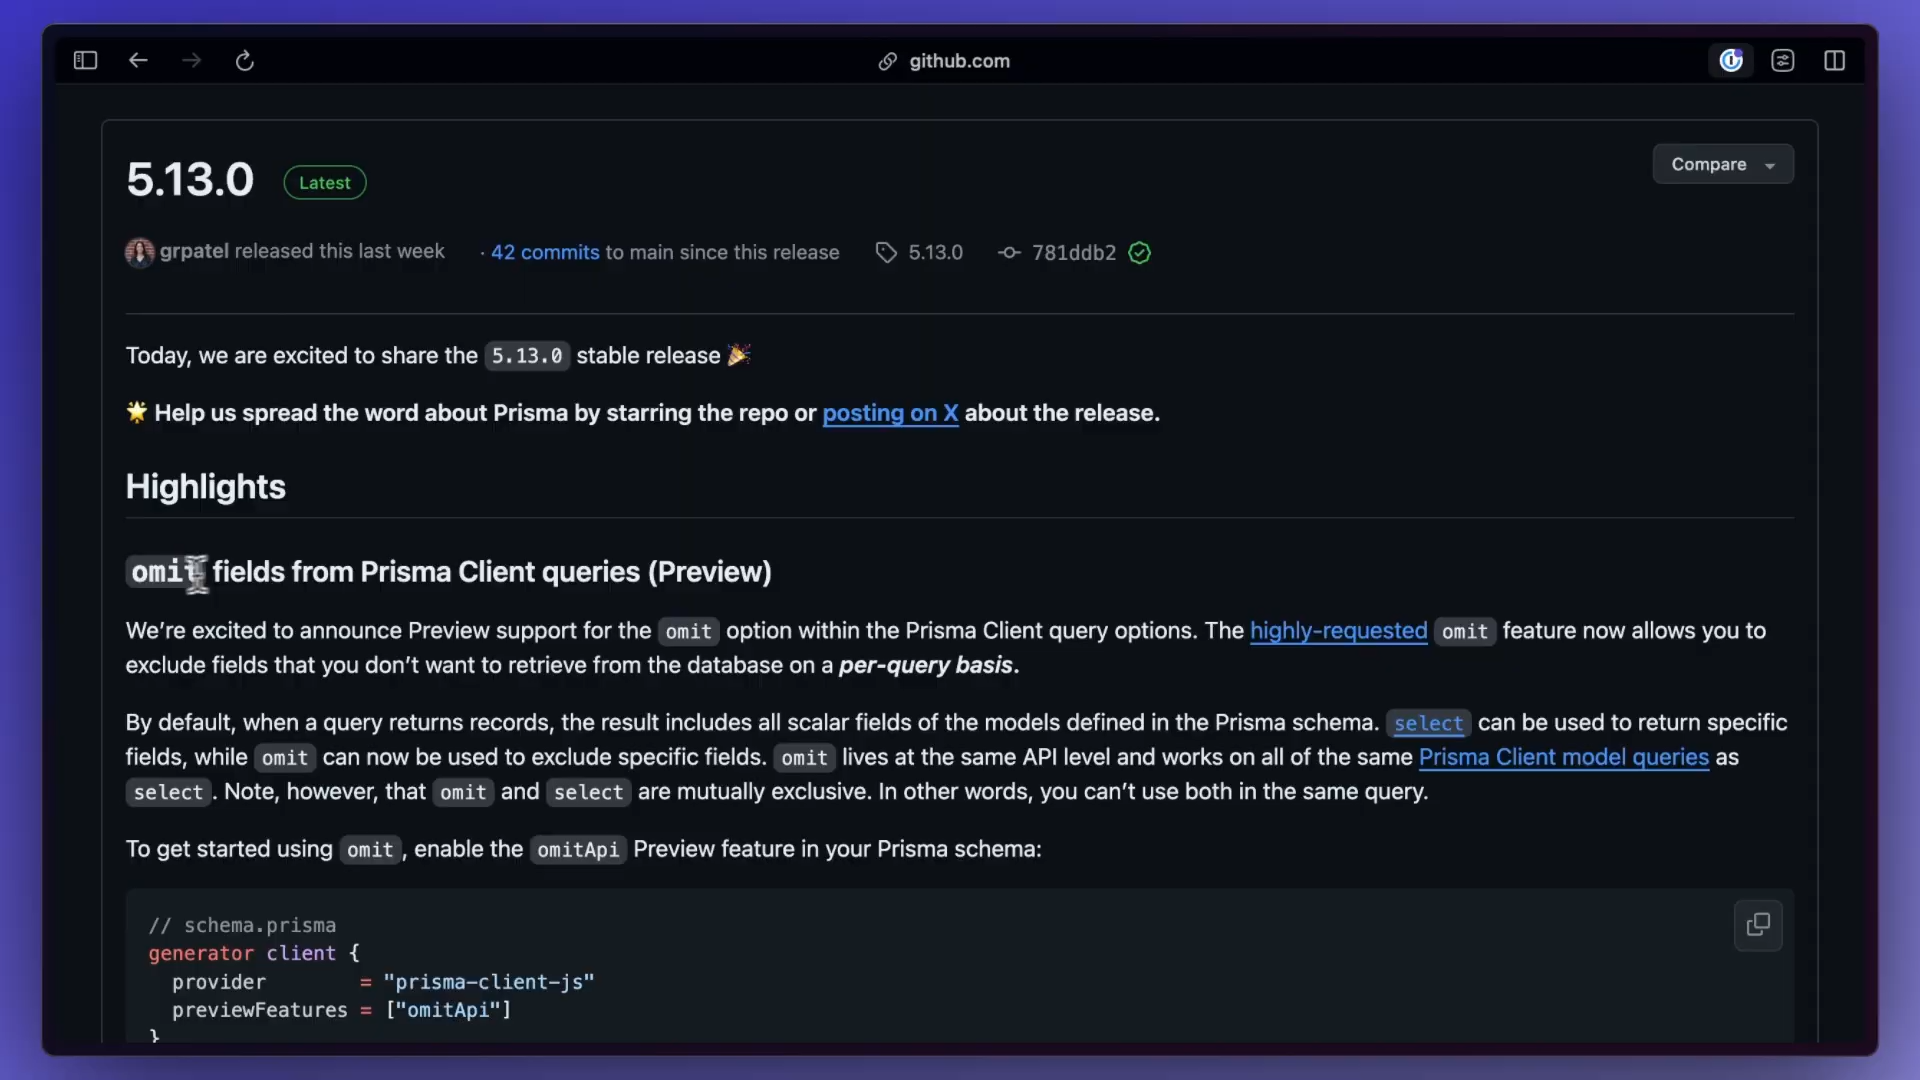 github.com
5.13.0 Latest
Compare
grpatel released this last week · 42 commits to main since this release 5.13.0 781ddb2
Today, we are excited to share the 5.13.0 stable release 🎉
🌟 Help us spread the word about Prisma by starring the repo or posting on X about the release.
Highlights
omit fields from Prisma Client queries (Preview)
We’re excited to announce Preview support for the omit option within the Prisma Client query options. The highly-requested omit feature now allows you to
exclude fields that you don’t want to retrieve from the database on a per-query basis.
By default, when a query returns records, the result includes all scalar fields of the models defined in the Prisma schema. select can be used to return specific
fields, while omit can now be used to exclude specific fields. omit lives at the same API level and works on all of the same Prisma Client model queries as
select. Note, however, that omit and select are mutually exclusive. In other words, you can’t use both in the same query.
To get started using omit, enable the omitApi Preview feature in your Prisma schema:
// schema.prisma
generator client {
  provider        = "prisma-client-js"
  previewFeatures = ["omitApi"]
}